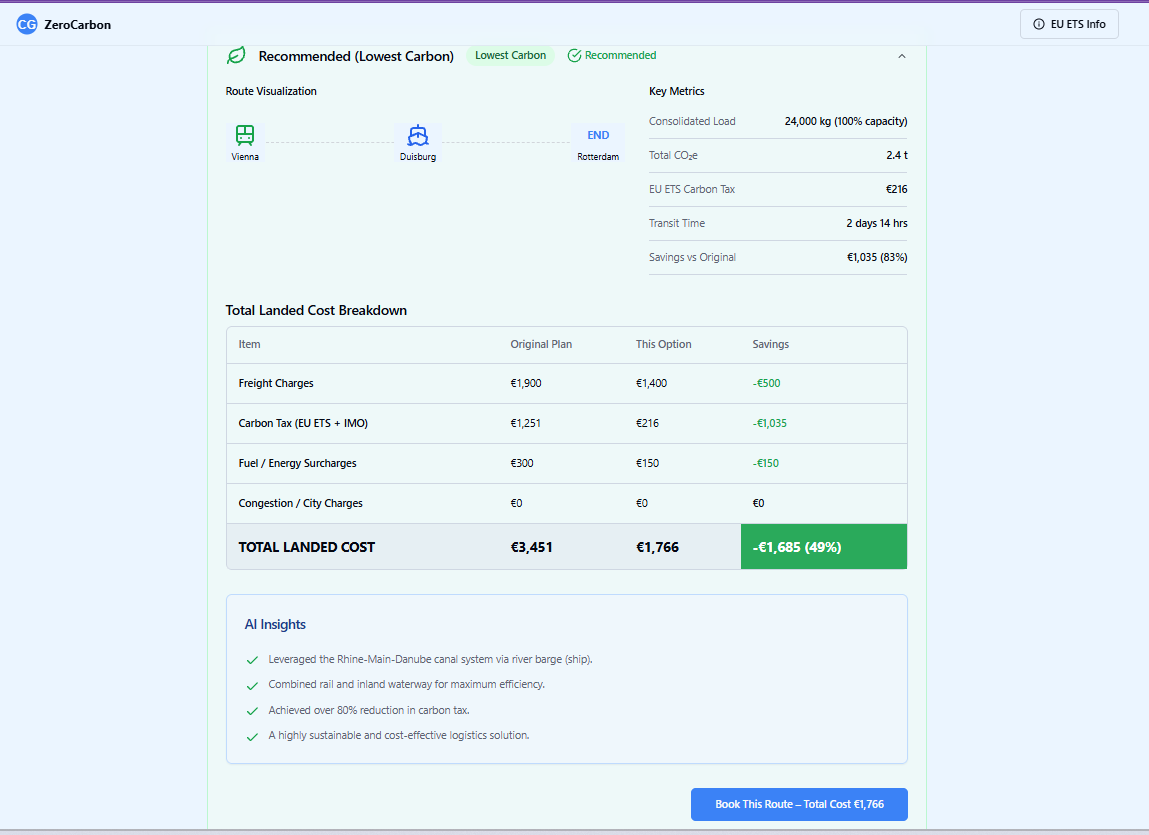 CG ZeroCarbon
EU ETS Info
Recommended (Lowest Carbon) Lowest Carbon Recommended
Route Visualization
Vienna
Duisburg
END
Rotterdam
Key Metrics
Consolidated Load 24,000 kg (100% capacity)
Total CO₂e 2.4 t
EU ETS Carbon Tax €216
Transit Time 2 days 14 hrs
Savings vs Original €1,035 (83%)
Total Landed Cost Breakdown
Item Original Plan This Option Savings
Freight Charges €1,900 €1,400 -€500
Carbon Tax (EU ETS + IMO) €1,251 €216 -€1,035
Fuel / Energy Surcharges €300 €150 -€150
Congestion / City Charges €0 €0 €0
TOTAL LANDED COST €3,451 €1,766 -€1,685 (49%)
AI Insights
Leveraged the Rhine-Main-Danube canal system via river barge (ship).
Combined rail and inland waterway for maximum efficiency.
Achieved over 80% reduction in carbon tax.
A highly sustainable and cost-effective logistics solution.
Book This Route – Total Cost €1,766